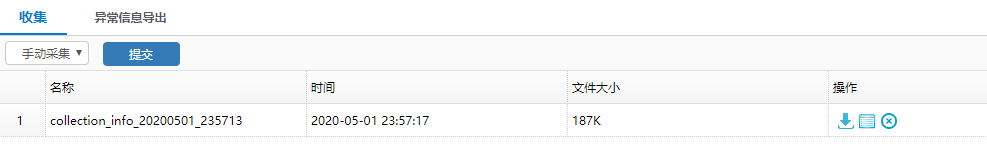 收集 异常信息导出
手动采集 提交
名称 时间 文件大小 操作
1 collection_info_20200501_235713 2020-05-01 23:57:17 187K